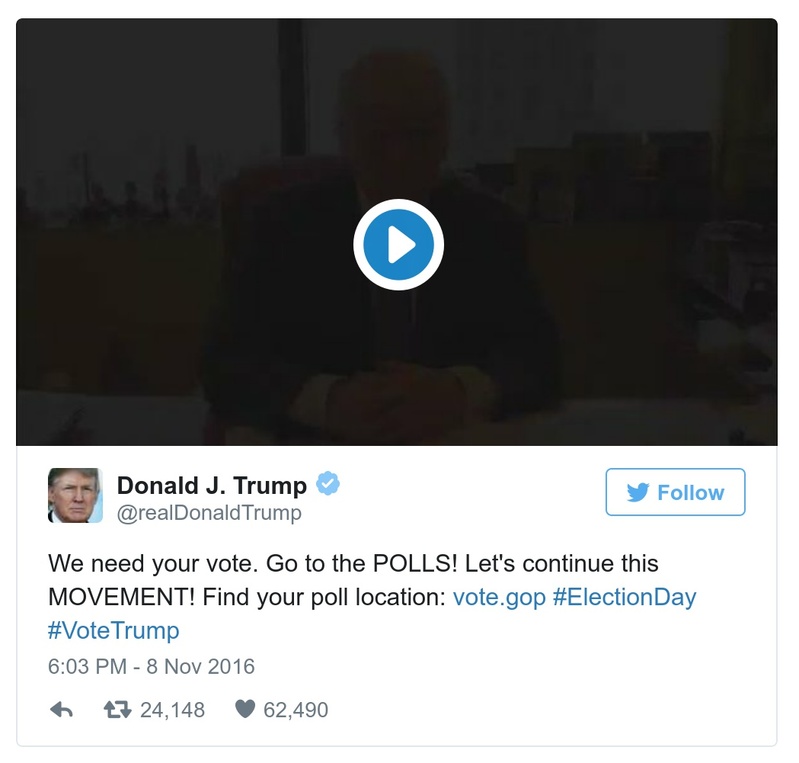 Donald J. Trump
@realDonaldTrump
Follow
We need your vote. Go to the POLLS! Let's continue this
MOVEMENT! Find your poll location: vote.gop #ElectionDay
#VoteTrump
6:03 PM - 8 Nov 2016
24,148 62,490